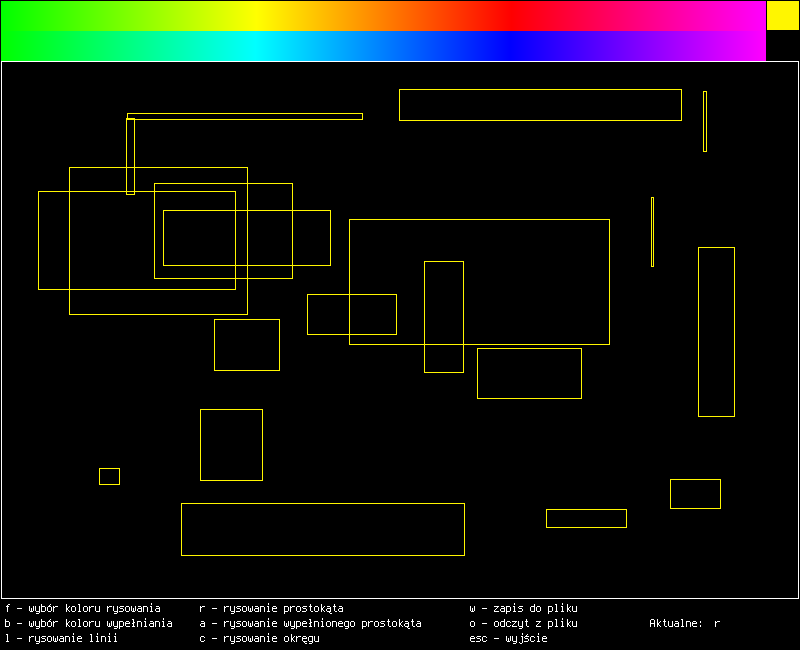 f - wybór koloru rysowania r - rysowanie prostokąta w - zapis do pliku
b - wybór koloru wypełniania a - rysowanie wypełnionego prostokąta o - odczyt z pliku Aktualne: r
l - rysowanie linii c - rysowanie okręgu esc - wyjście